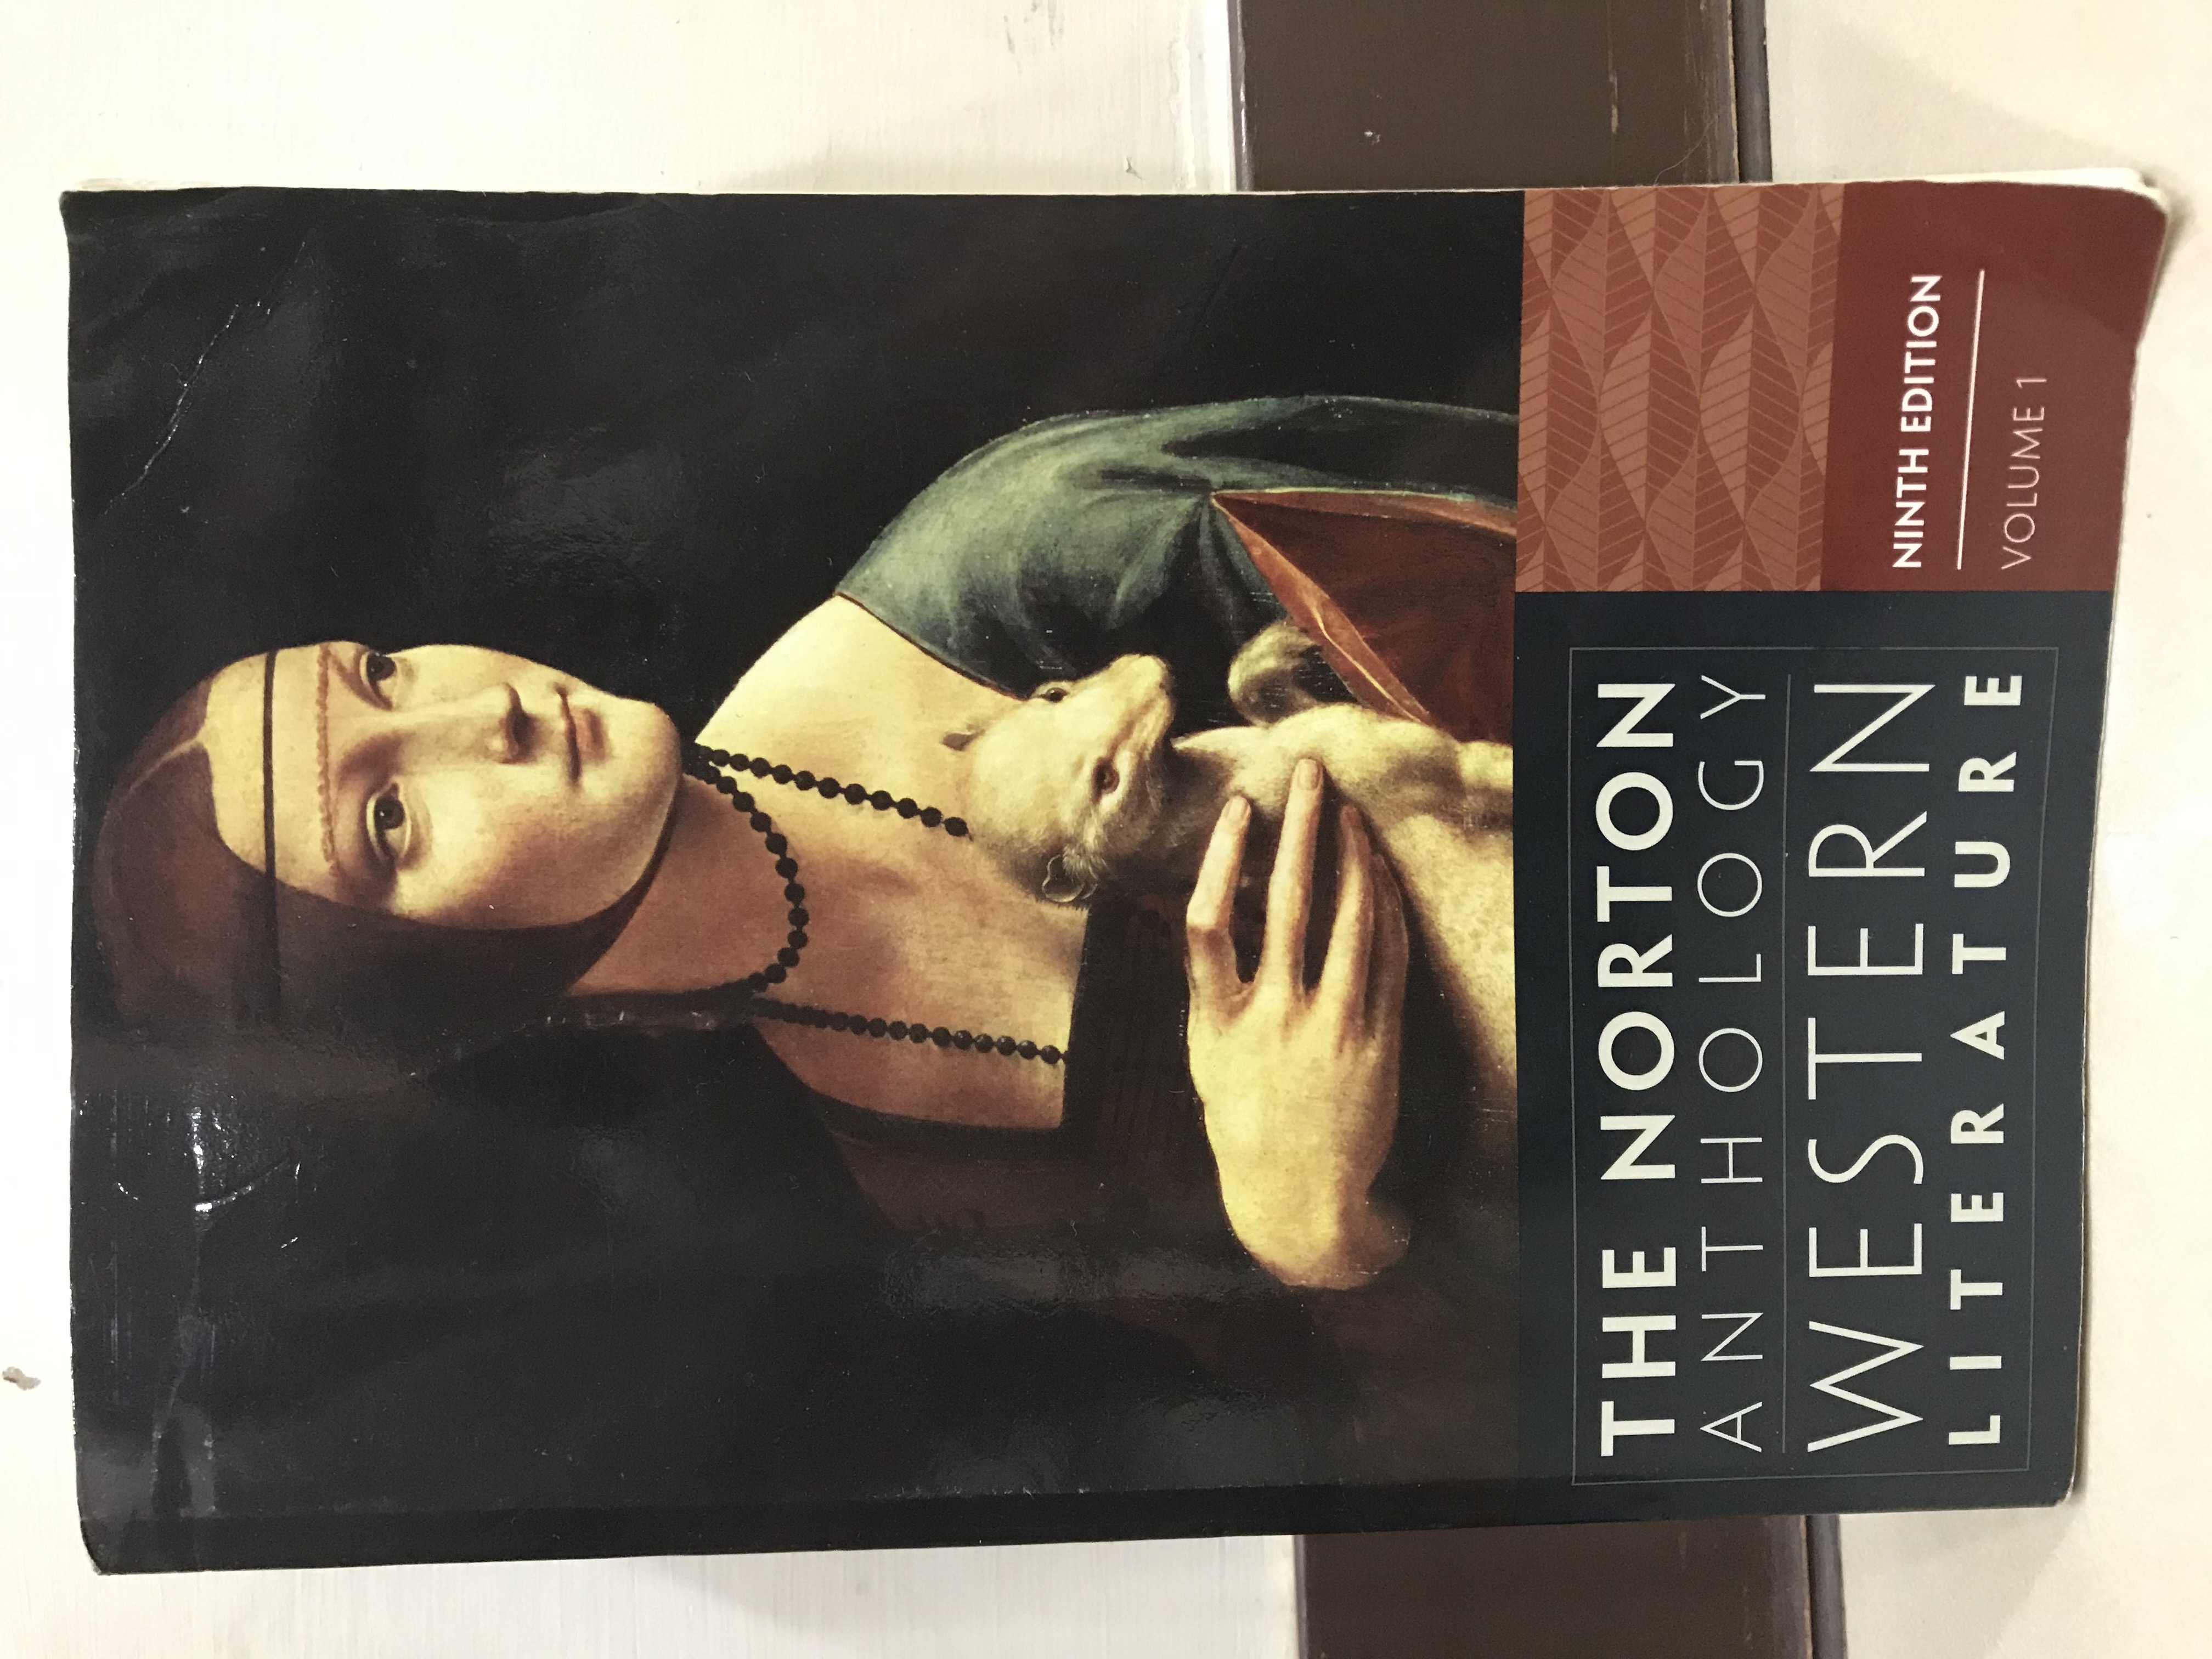 THE NORTON
ANTHOLOGY
WESTERN
LITERATURE
NINTH EDITION
VOLUME 1